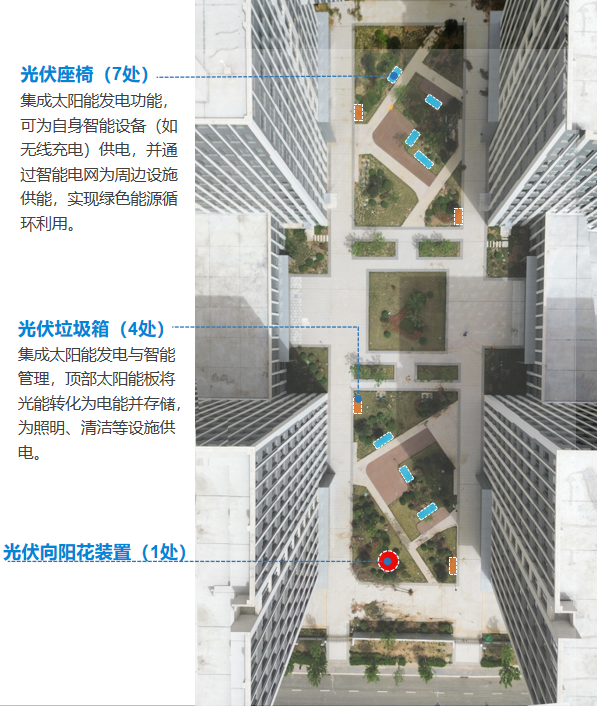 光伏座椅（7处）
集成太阳能发电功能，
可为自身智能设备（如
无线充电）供电，并通
过智能电网为周边设施
供能，实现绿色能源循
环利用。
光伏垃圾箱（4处）
集成太阳能发电与智能
管理，顶部太阳能板将
光能转化为电能并存储，
为照明、清洁等设施供
电。
光伏向阳花装置（1处）